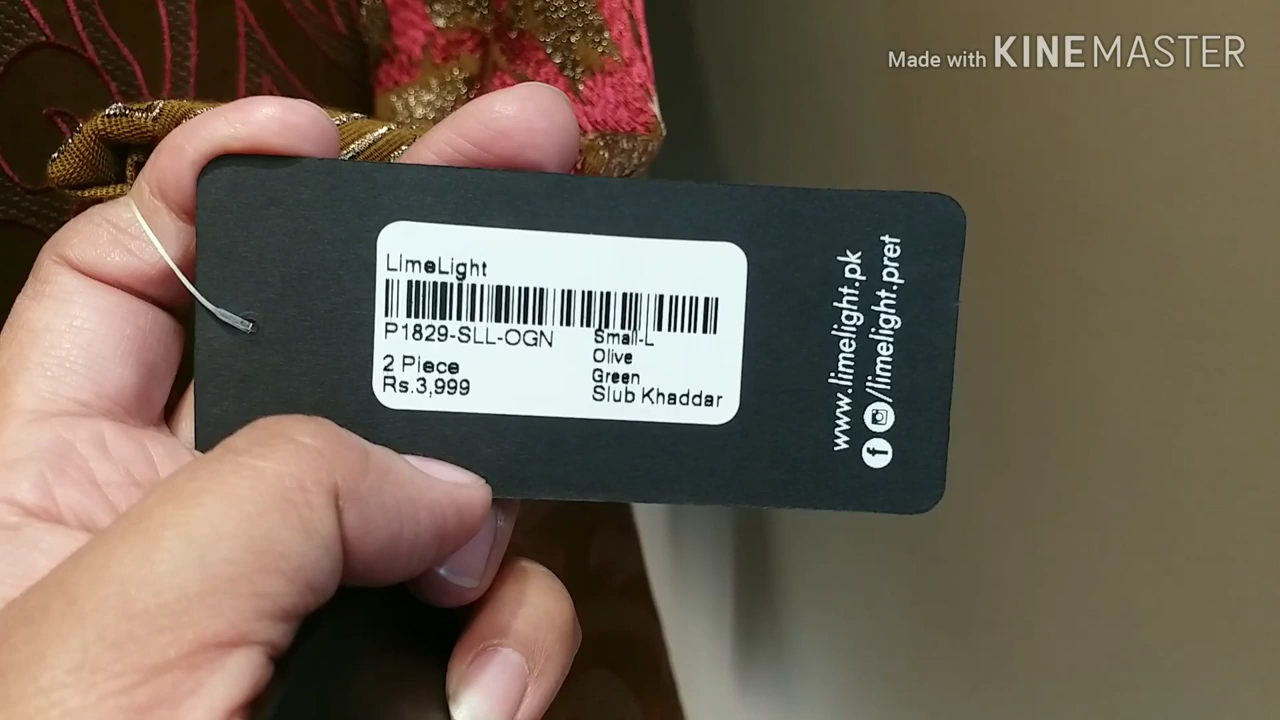 Made with KINEMASTER
LimeLight
P1829-SLL-OGN
2 Piece
Rs.3,999
Small-L
Olive
Green
Slub Khaddar
www.limelight.pk
/limelight.pret